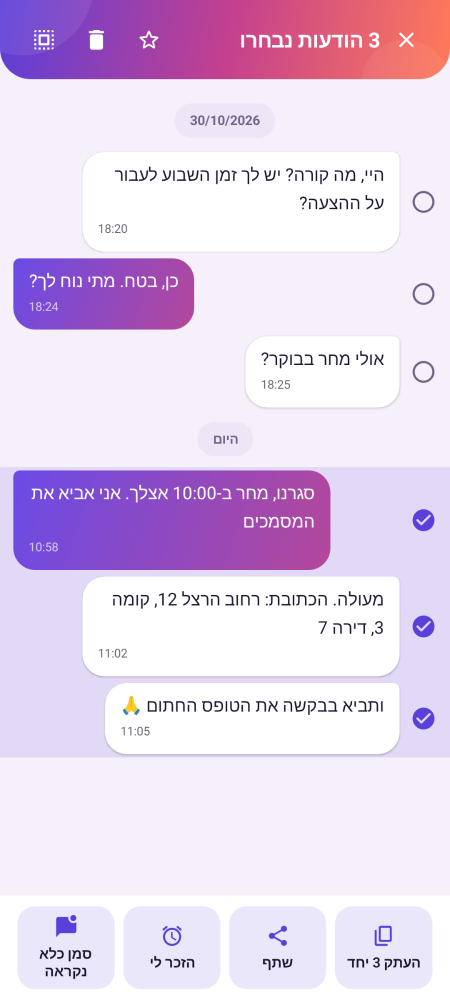 3 הודעות נבחרו
30/10/2026
היי, מה קורה? יש לך זמן השבוע לעבור
על ההצעה?
18:20
כן, בטח. מתי נוח לך?
18:24
אולי מחר בבוקר?
18:25
היום
סגרנו, מחר ב-10:00 אצלך. אני אביא את
המסמכים
10:58
מעולה. הכתובת: רחוב הרצל 12, קומה
3, דירה 7
11:02
ותביא בבקשה את הטופס החתום 🙏
11:05
העתק 3 יחד
שתף
הזכר לי
סמן כלא
נקראה